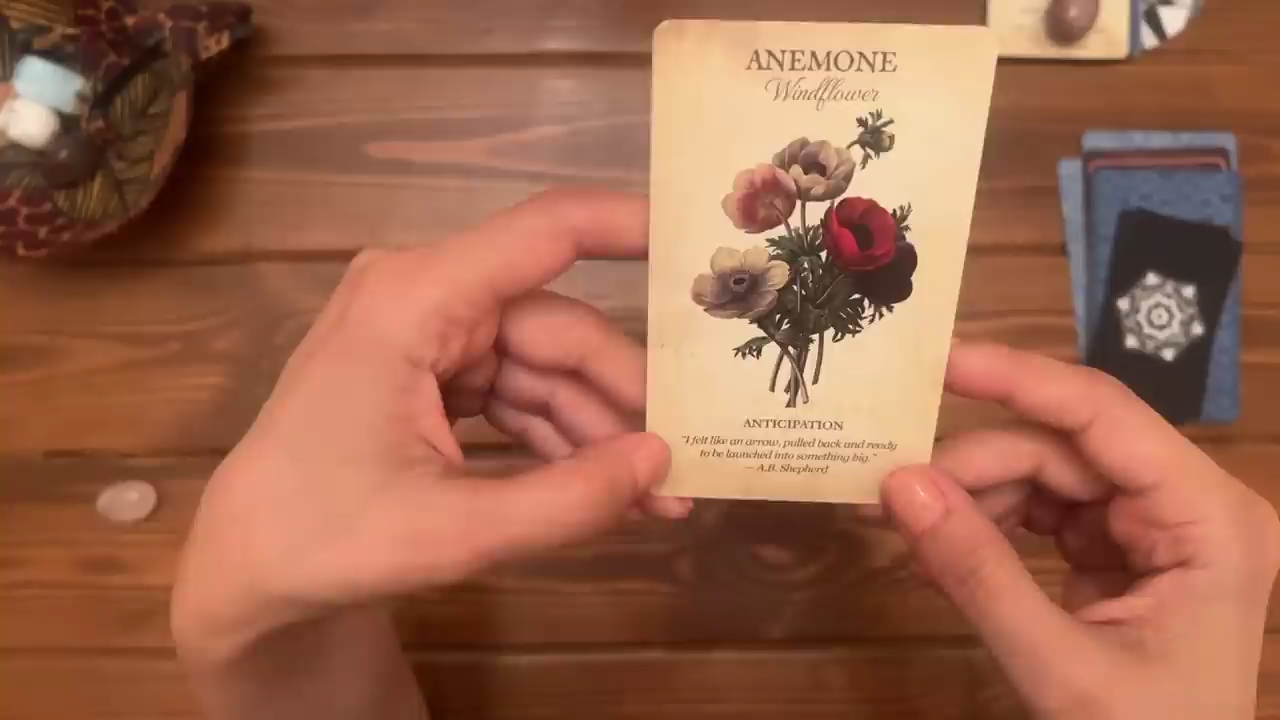 ANEMONE
Windflower
ANTICIPATION
"I felt like an arrow, pulled back and ready
to be launched into something big."
— A.B. Shepherd